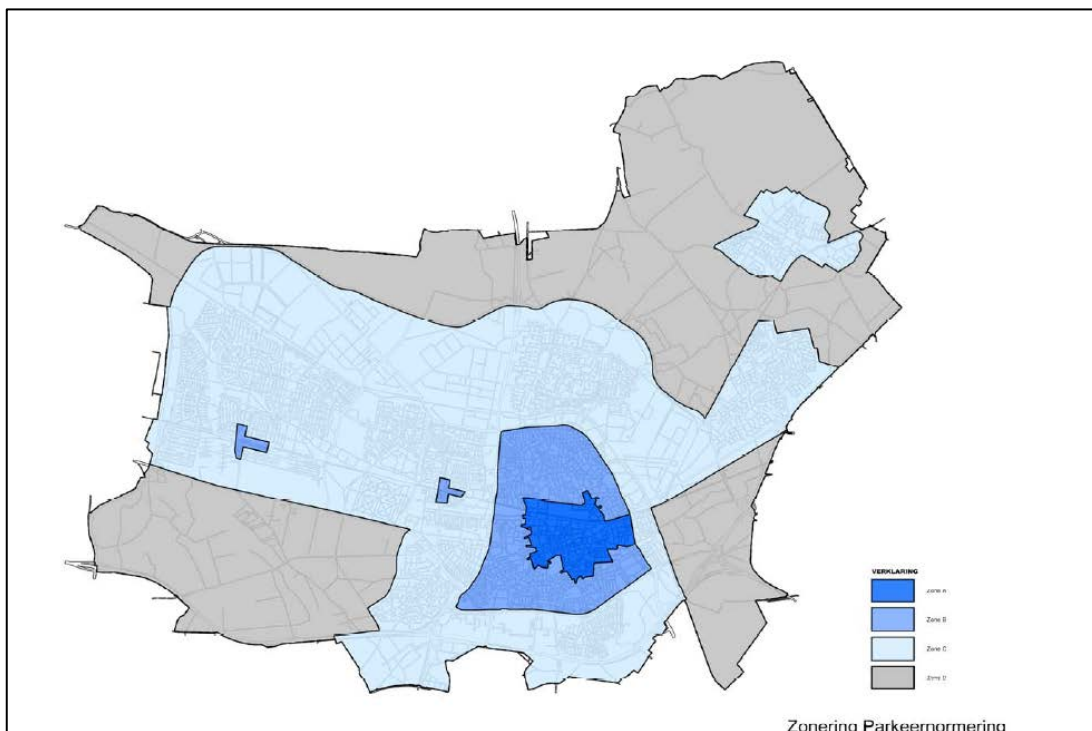 VERKLARING
Zone A
Zone B
Zone C
Zone D
Zonering Parkeernormering